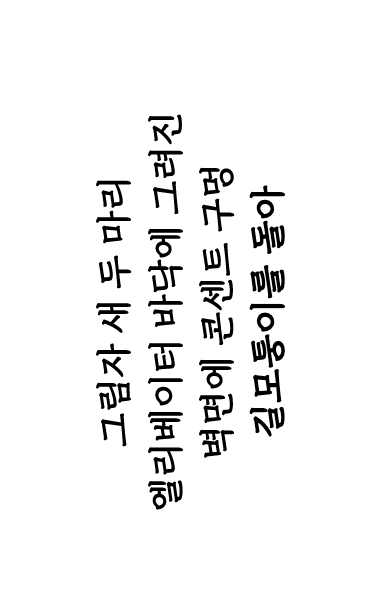 그림자 새 두 마리
엘리베이터 바닥에 그려진
벽면에 콘센트 구멍
길모퉁이를 돌아